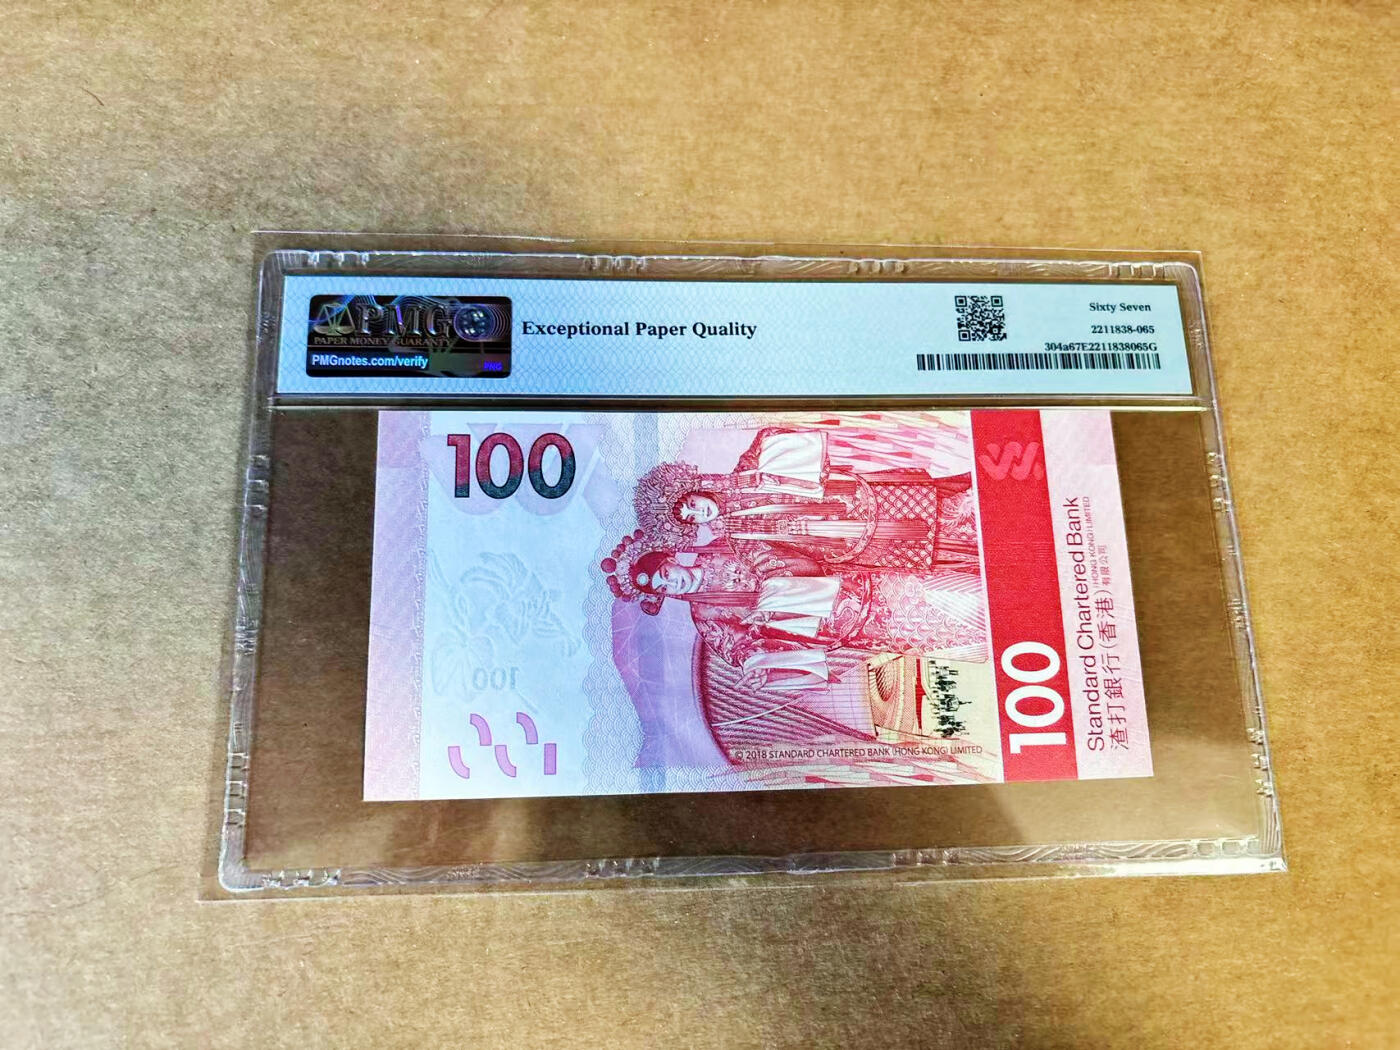 PMG
PAPER MONEY GUARANTY
PMGnotes.com/verify
PMG
Exceptional Paper Quality
Sixty Seven
2211838-065
304a67E2211838065G
100
100
© 2018 STANDARD CHARTERED BANK (HONG KONG) LIMITED
100
Standard Chartered Bank
(HONG KONG) LIMITED
渣打銀行(香港)有限公司